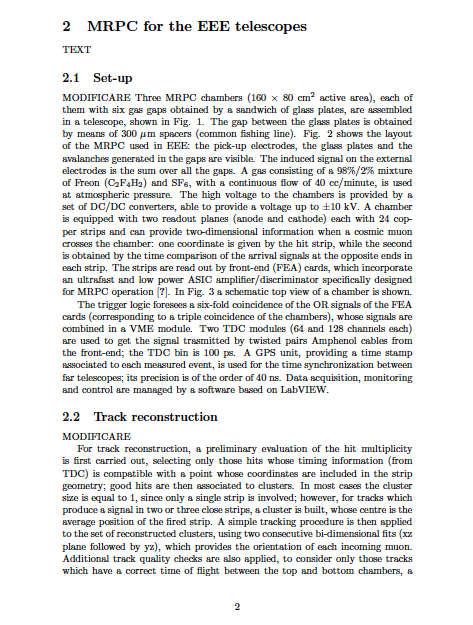 2 MRPC for the EEE telescopes
TEXT
2.1 Set-up
MODIFICARE Three MRPC chambers (160 × 80 cm² active area), each of
them with six gas gaps obtained by a sandwich of glass plates, are assembled
in a telescope, shown in Fig. 1. The gap between the glass plates is obtained
by means of 300 μm spacers (common fishing line). Fig. 2 shows the layout
of the MRPC used in EEE: the pick-up electrodes, the glass plates and the
avalanches generated in the gaps are visible. The induced signal on the external
electrodes is the sum over all the gaps. A gas consisting of a 98%/2% mixture
of Freon (C₂F₄H₂) and SF₆, with a continuous flow of 40 cc/minute, is used
at atmospheric pressure. The high voltage to the chambers is provided by a
set of DC/DC converters, able to provide a voltage up to ±10 kV. A chamber
is equipped with two readout planes (anode and cathode) each with 24 cop-
per strips and can provide two-dimensional information when a cosmic muon
crosses the chamber: one coordinate is given by the hit strip, while the second
is obtained by the time comparison of the arrival signals at the opposite ends in
each strip. The strips are read out by front-end (FEA) cards, which incorporate
an ultrafast and low power ASIC amplifier/discriminator specifically designed
for MRPC operation [?]. In Fig. 3 a schematic top view of a chamber is shown.
The trigger logic foresees a six-fold coincidence of the OR signals of the FEA
cards (corresponding to a triple coincidence of the chambers), whose signals are
combined in a VME module. Two TDC modules (64 and 128 channels each)
are used to get the signal trasmitted by twisted pairs Amphenol cables from
the front-end; the TDC bin is 100 ps. A GPS unit, providing a time stamp
associated to each measured event, is used for the time synchronization between
far telescopes; its precision is of the order of 40 ns. Data acquisition, monitoring
and control are managed by a software based on LabVIEW.
2.2 Track reconstruction
MODIFICARE
For track reconstruction, a preliminary evaluation of the hit multiplicity
is first carried out, selecting only those hits whose timing information (from
TDC) is compatible with a point whose coordinates are included in the strip
geometry; good hits are then associated to clusters. In most cases the cluster
size is equal to 1, since only a single strip is involved; however, for tracks which
produce a signal in two or three close strips, a cluster is built, whose centre is the
average position of the fired strip. A simple tracking procedure is then applied
to the set of reconstructed clusters, using two consecutive bi-dimensional fits (xz
plane followed by yz), which provides the orientation of each incoming muon.
Additional track quality checks are also applied, to consider only those tracks
which have a correct time of flight between the top and bottom chambers, a
2